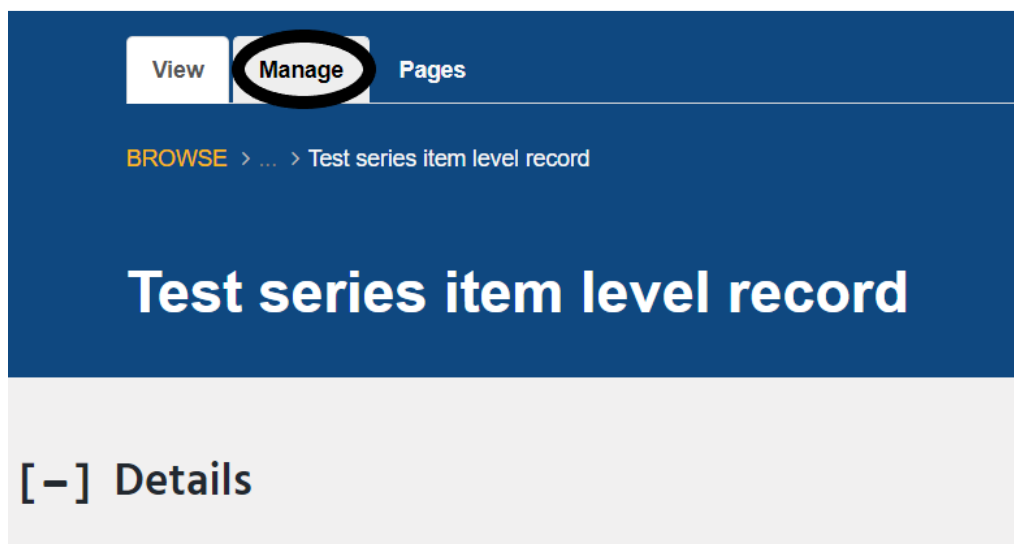 View Manage Pages
BROWSE > ... > Test series item level record
Test series item level record
[–] Details